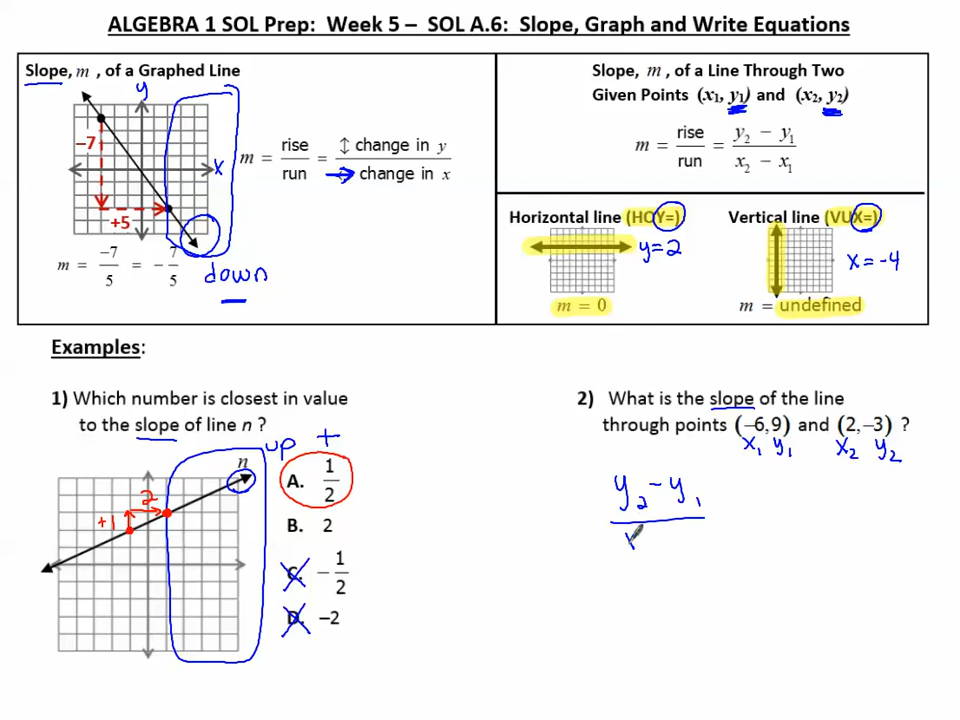 ALGEBRA 1 SOL Prep: Week 5 – SOL A.6: Slope, Graph and Write Equations
Slope, m , of a Graphed Line
y
-7
x
+5
m = rise/run = ↕ change in y / → change in x
m = -7/5 = - 7/5
down
Slope, m , of a Line Through Two
Given Points (x₁, y₁) and (x₂, y₂)
m = rise/run = y₂ − y₁ / x₂ − x₁
Horizontal line (HOY=)
y=2
m = 0
Vertical line (VUX=)
x=-4
m = undefined
Examples:
1) Which number is closest in value
to the slope of line n ?
up +
n
+1
2
A. 1/2
B. 2
C. − 1/2
D. −2
2) What is the slope of the line
through points (−6,9) and (2,−3) ?
x₁ y₁ x₂ y₂
y₂ - y₁